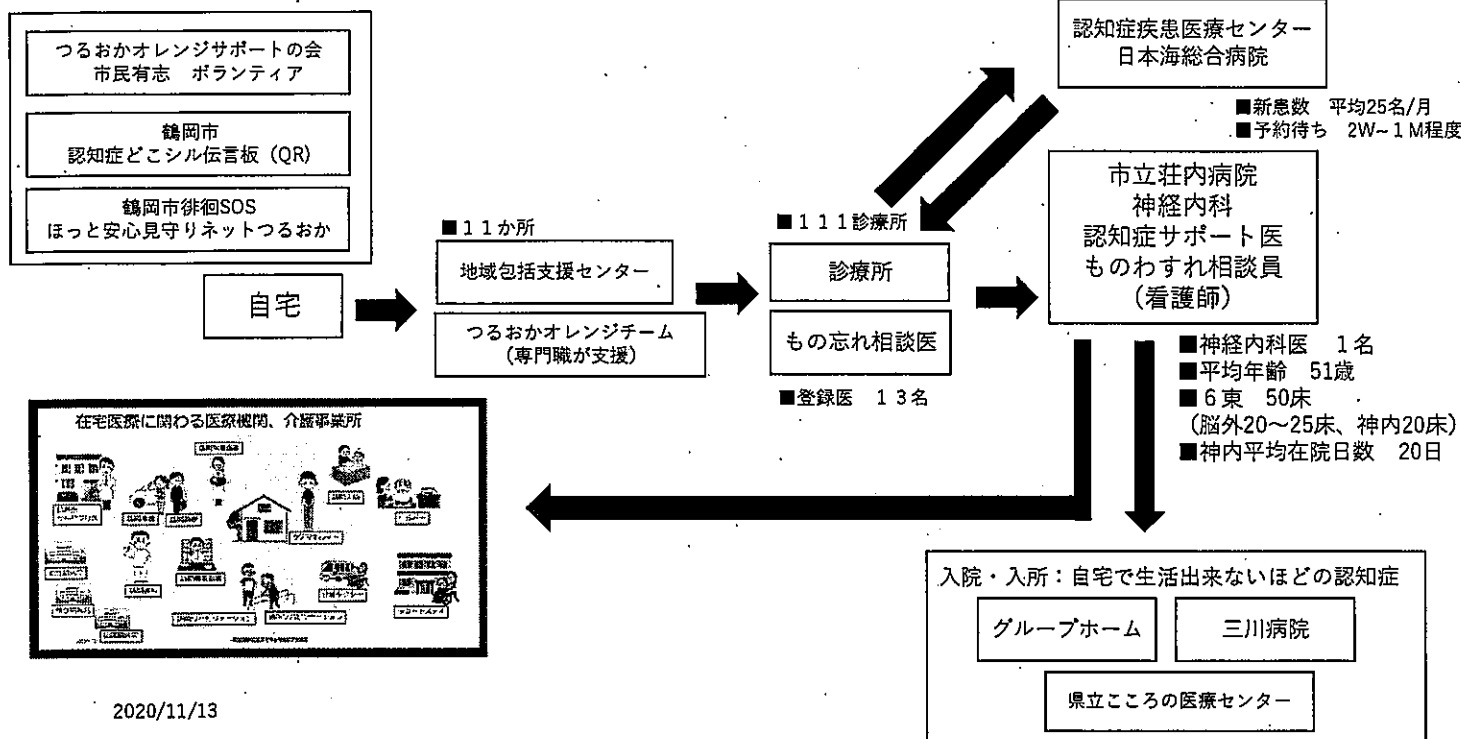 つるおかオレンジサポートの会
市民有志 ボランティア
鶴岡市
認知症どこシル伝言板(QR)
鶴岡市徘徊SOS
ほっと安心見守りネットつるおか
自宅
■11か所
地域包括支援センター
つるおかオレンジチーム
(専門職が支援)
■111診療所
診療所
もの忘れ相談医
■登録医 13名
認知症疾患医療センター
日本海総合病院
■新患数 平均25名/月
■予約待ち 2W~1M程度
市立荘内病院
神経内科
認知症サポート医
ものわすれ相談員
(看護師)
■神経内科医 1名
■平均年齢 51歳
■6東 50床
(脳外20~25床、神内20床)
■神内平均在院日数 20日
在宅医療に関わる医療機関、介護事業所
入院・入所:自宅で生活出来ないほどの認知症
グループホーム
三川病院
県立こころの医療センター
2020/11/13